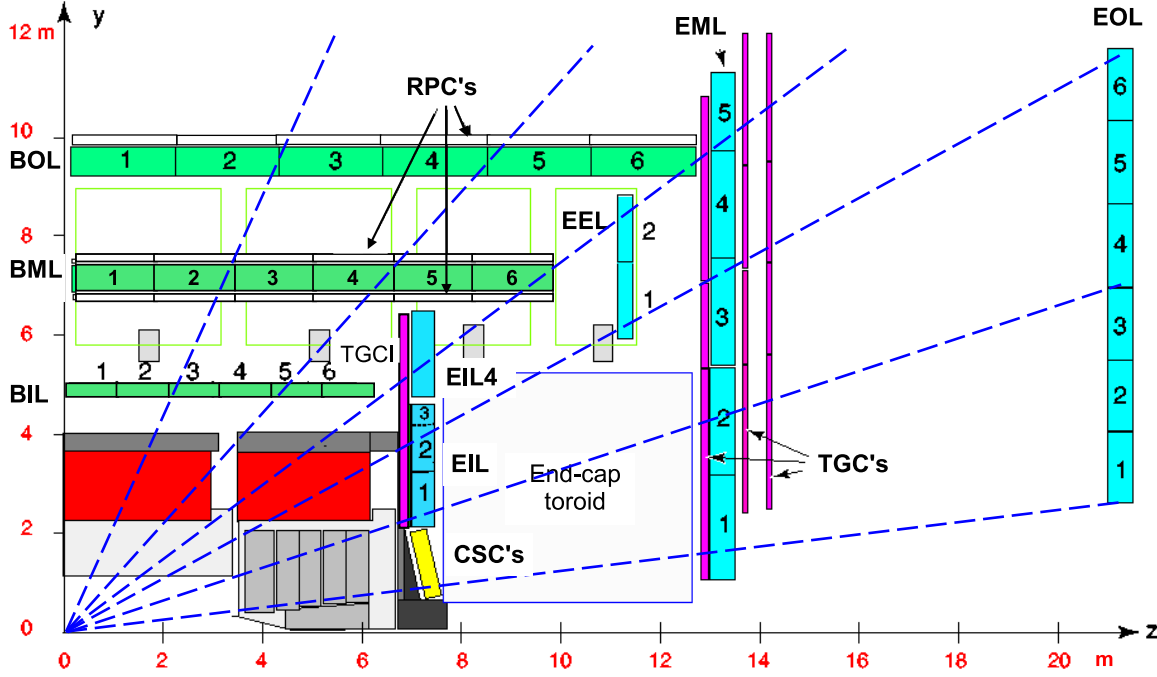 12 m
y
EML
EOL
RPC's
5
6
10
BOL
1 2 3 4 5 6
5
4
EEL
2
8
BML
1 2 3 4 5 6
4
1
3
3
6
TGCI
1 2 3 4 5 6
BIL
EIL4
2
4
3
2
EIL
2
1
End-cap
toroid
TGC's
1
2
CSC's
1
0
z
0 2 4 6 8 10 12 14 16 18 20 m